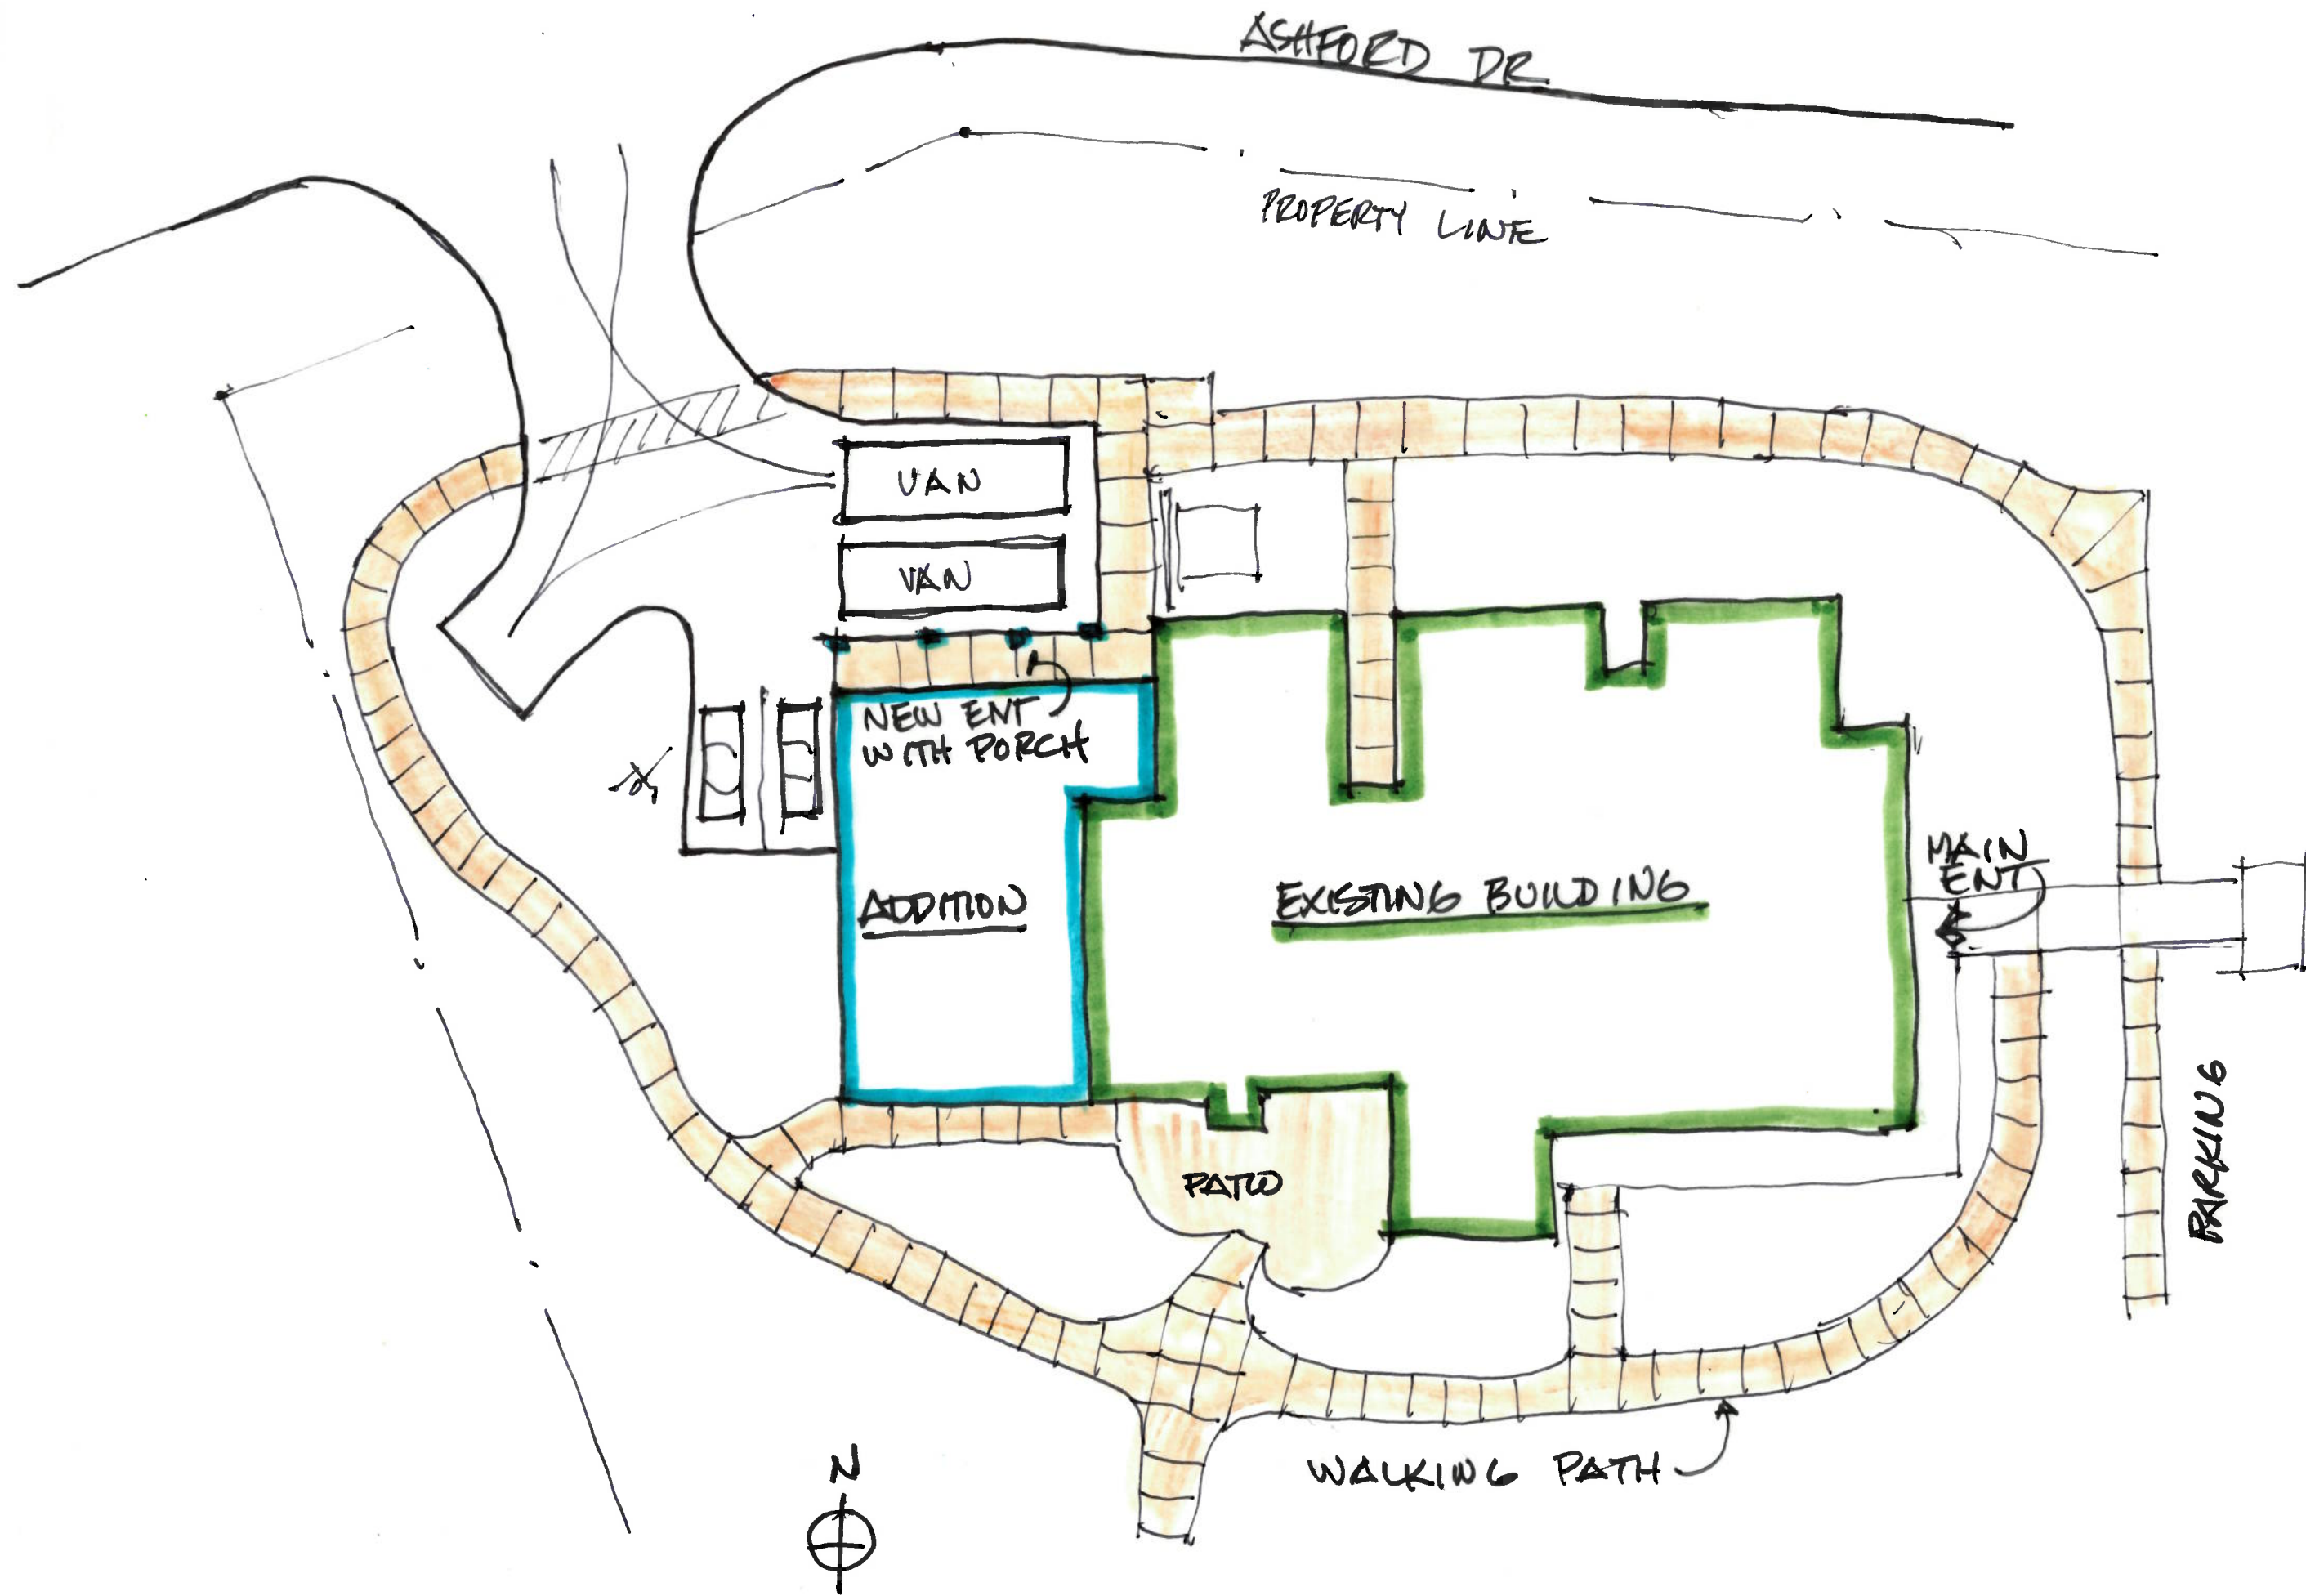 ASHFORD DR
PROPERTY LINE
VAN
VAN
NEW ENT
WITH PORCH
ADDITION
EXISTING BUILDING
MAIN
ENT
PARKING
PATIO
WALKING PATH
N